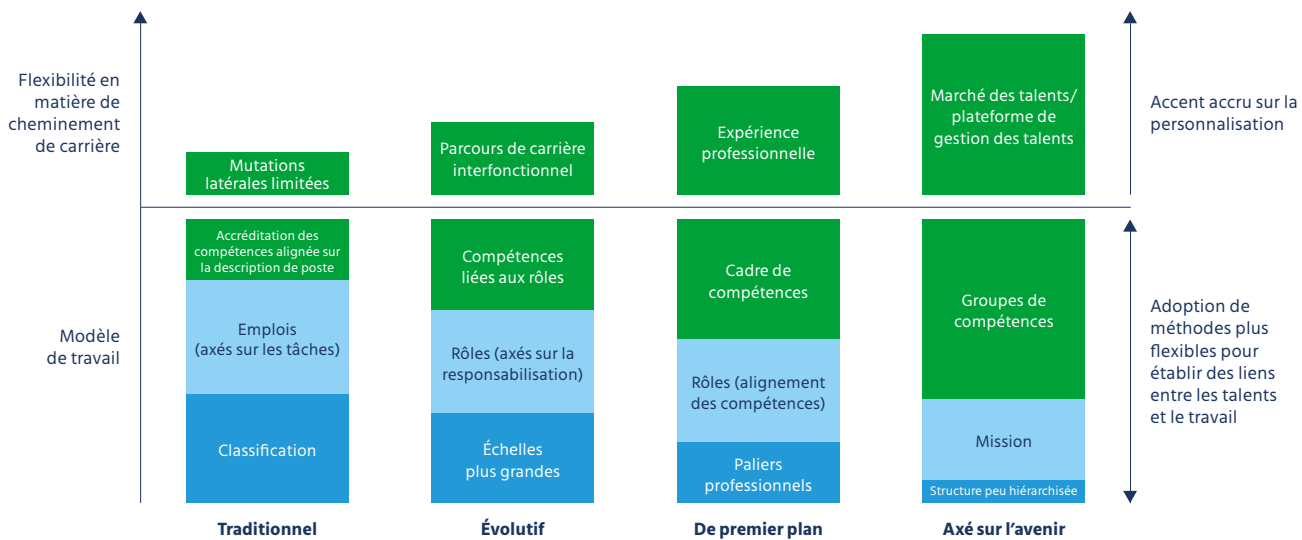 Flexibilité en
matière de
cheminement
de carrière
Mutations
latérales limitées
Parcours de carrière
interfonctionnel
Expérience
professionnelle
Marché des talents/
plateforme de
gestion des talents
Accent accru sur la
personnalisation
Modèle
de travail
Accréditation des
compétences alignée sur
la description de poste
Emplois
(axés sur les tâches)
Classification
Compétences
liées aux rôles
Rôles (axés sur la
responsabilisation)
Échelles
plus grandes
Cadre de
compétences
Rôles (alignement
des compétences)
Paliers
professionnels
Groupes de
compétences
Mission
Structure peu hiérarchisée
Adoption de
méthodes plus
flexibles pour
établir des liens
entre les talents
et le travail
Traditionnel
Évolutif
De premier plan
Axé sur l’avenir